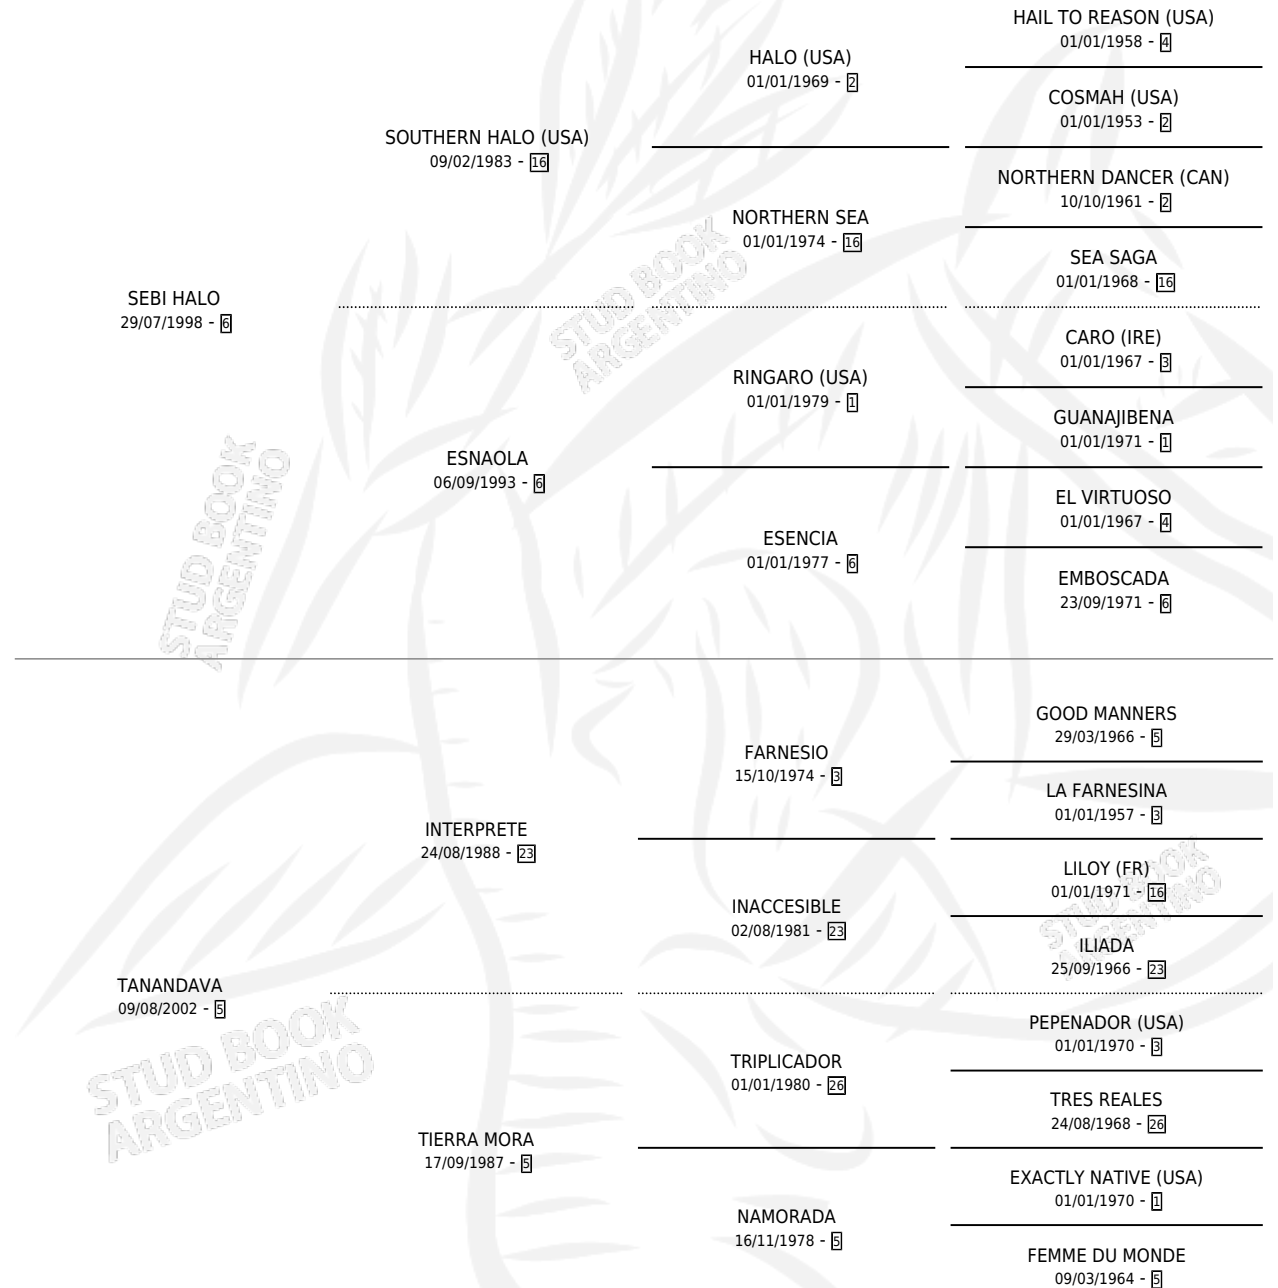 HAIL TO REASON (USA)
01/01/1958 - 4
HALO (USA)
01/01/1969 - 2
COSMAH (USA)
01/01/1953 - 2
SOUTHERN HALO (USA)
09/02/1983 - 16
NORTHERN DANCER (CAN)
10/10/1961 - 2
NORTHERN SEA
01/01/1974 - 16
SEA SAGA
01/01/1968 - 16
SEBI HALO
29/07/1998 - 6
CARO (IRE)
01/01/1967 - 3
RINGARO (USA)
01/01/1979 - 1
GUANAJIBENA
01/01/1971 - 1
ESNAOLA
06/09/1993 - 6
EL VIRTUOSO
01/01/1967 - 4
ESENCIA
01/01/1977 - 6
EMBOSCADA
23/09/1971 - 6
STUD BOOK
ARGENTINO
STUD BOOK
ARGENTINO
GOOD MANNERS
29/03/1966 - 5
FARNESIO
15/10/1974 - 3
LA FARNESINA
01/01/1957 - 3
INTERPRETE
24/08/1988 - 23
LILOY (FR)
01/01/1971 - 16
INACCESIBLE
02/08/1981 - 23
ILIADA
25/09/1966 - 23
STUD BOOK
ARGENTINO
TANANDAVA
09/08/2002 - 5
PEPENADOR (USA)
01/01/1970 - 3
TRIPLICADOR
01/01/1980 - 26
TRES REALES
24/08/1968 - 26
TIERRA MORA
17/09/1987 - 5
EXACTLY NATIVE (USA)
01/01/1970 - 1
NAMORADA
16/11/1978 - 5
FEMME DU MONDE
09/03/1964 - 5
STUD BOOK
ARGENTINO